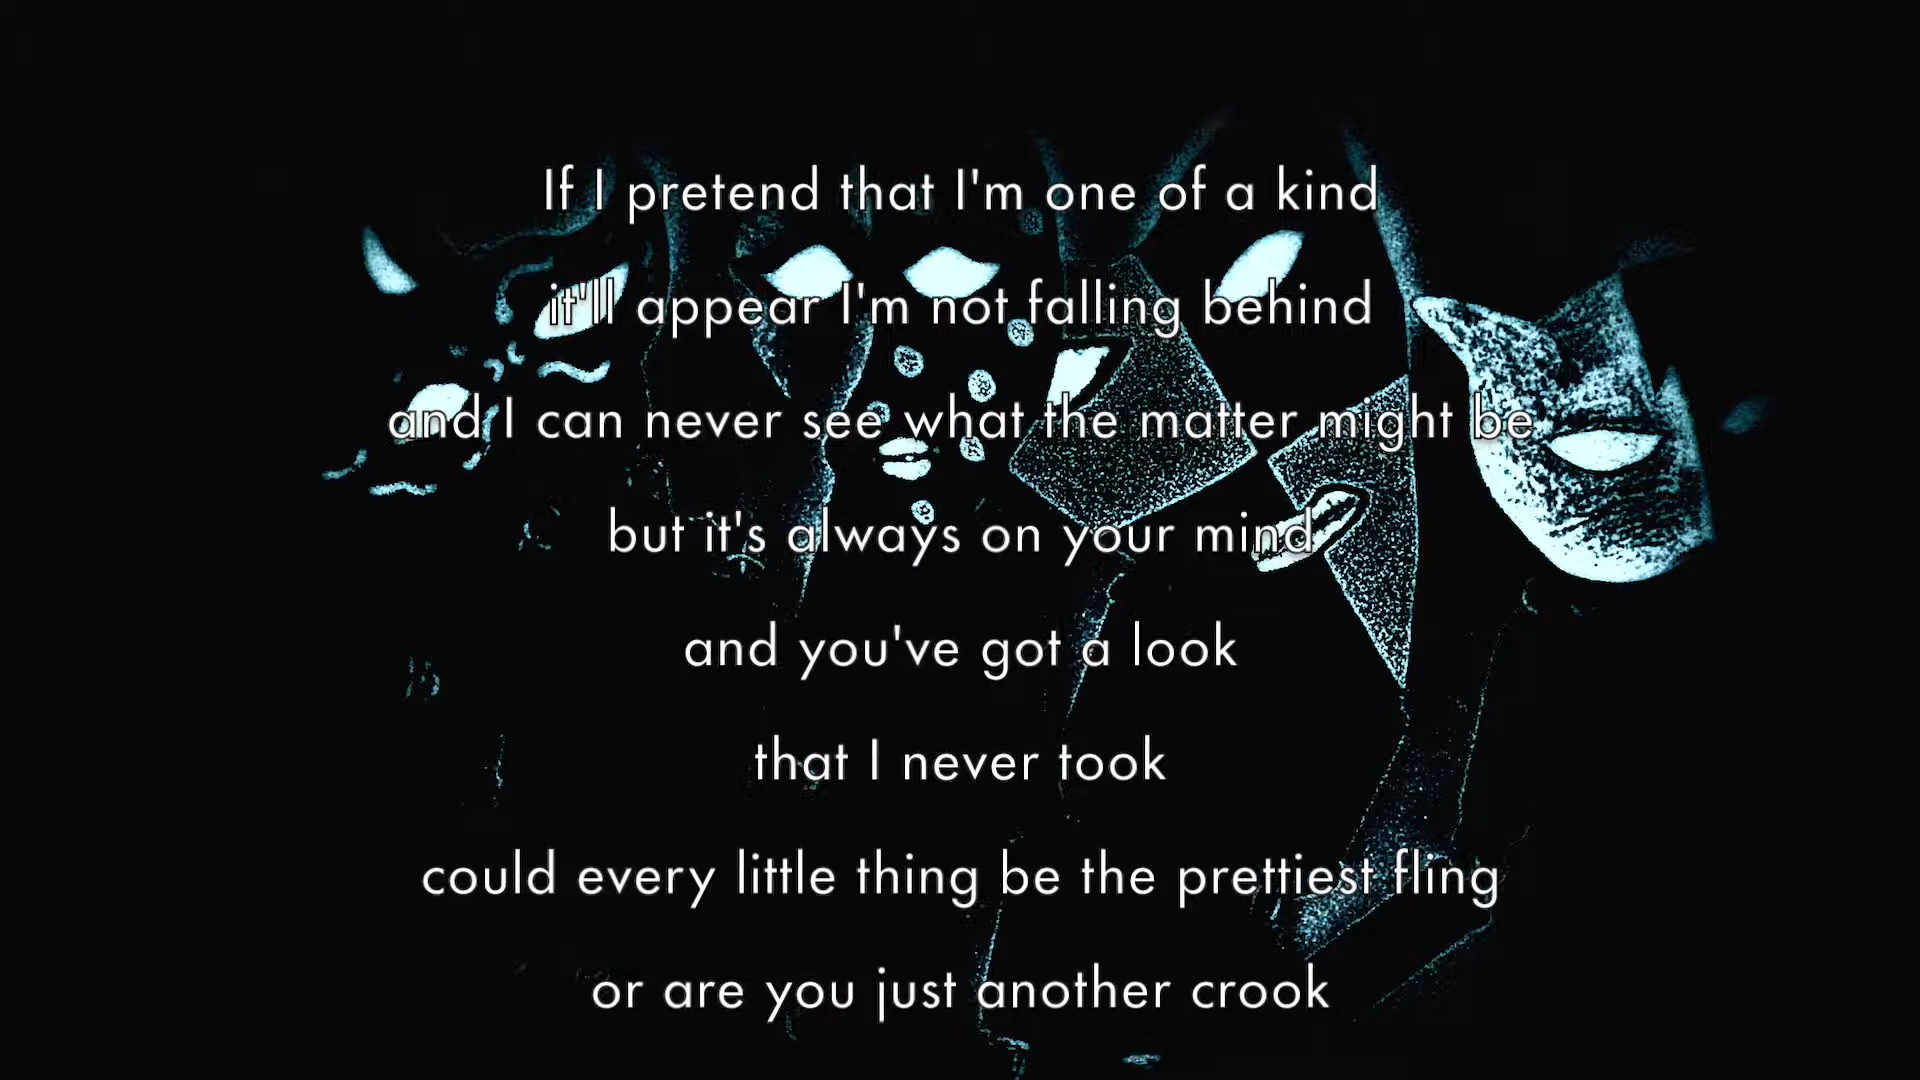 If I pretend that I'm one of a kind
it'll appear I'm not falling behind
and I can never see what the matter might be
but it's always on your mind
and you've got a look
that I never took
could every little thing be the prettiest fling
or are you just another crook